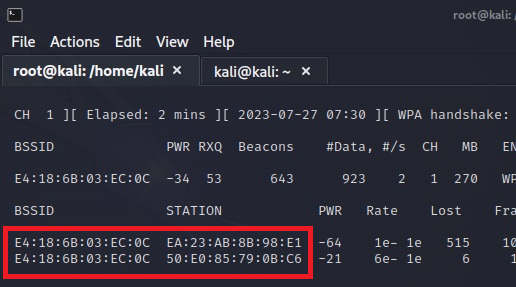 root@kali:
File Actions Edit View Help
root@kali: /home/kali × kali@kali: ~ ×
CH 1 ][ Elapsed: 2 mins ][ 2023-07-27 07:30 ][ WPA handshake:
BSSID PWR RXQ Beacons #Data, #/s CH MB EN
E4:18:6B:03:EC:0C -34 53 643 923 2 1 270 WP
BSSID STATION PWR Rate Lost Fra
E4:18:6B:03:EC:0C EA:23:AB:8B:98:E1 -64 1e- 1e 515 10
E4:18:6B:03:EC:0C 50:E0:85:79:0B:C6 -21 6e- 1e 6 1